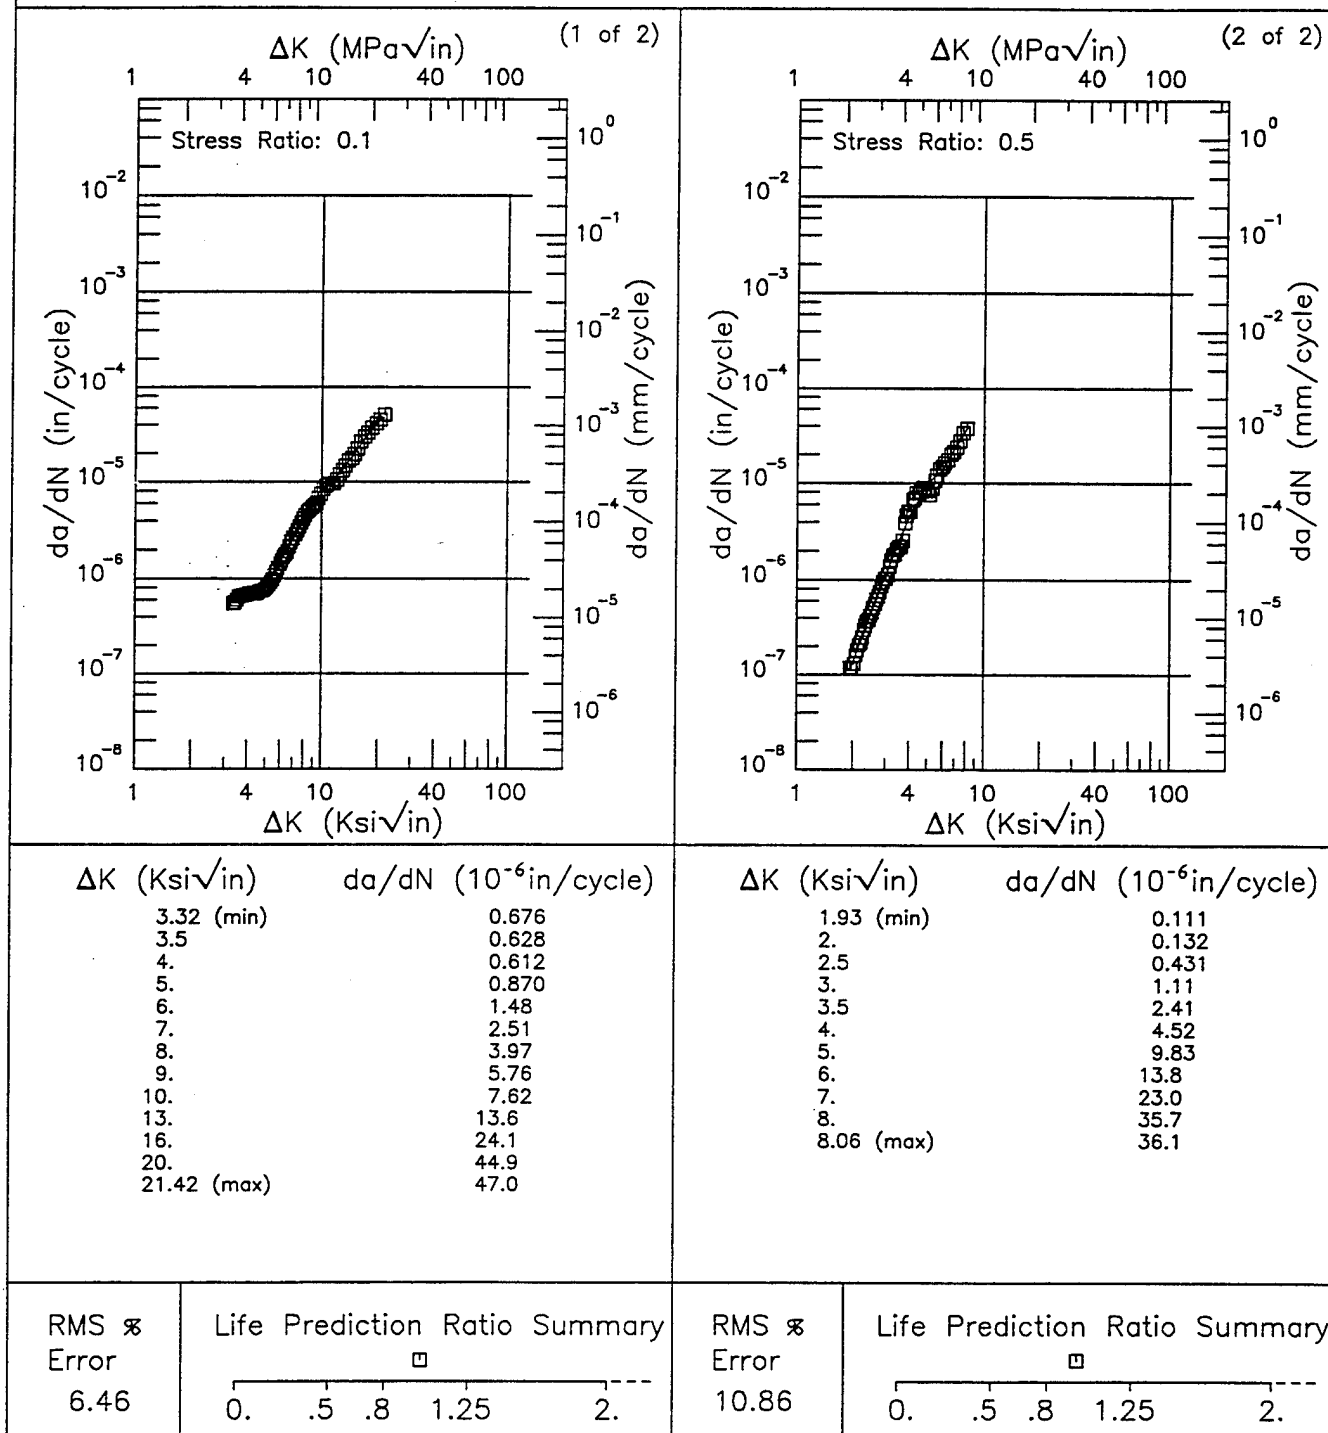 (1 of 2)
ΔK (MPa√in)
1 4 10 40 100
Stress Ratio: 0.1
10⁰
10⁻¹
10⁻²
10⁻³
10⁻⁴
10⁻⁵
10⁻⁶
da/dN (mm/cycle)
10⁻²
10⁻³
10⁻⁴
10⁻⁵
10⁻⁶
10⁻⁷
10⁻⁸
da/dN (in/cycle)
1 4 10 40 100
ΔK (Ksi√in)
ΔK (Ksi√in) da/dN (10⁻⁶in/cycle)
3.32 (min) 0.676
3.5 0.628
4. 0.612
5. 0.870
6. 1.48
7. 2.51
8. 3.97
9. 5.76
10. 7.62
13. 13.6
16. 24.1
20. 44.9
21.42 (max) 47.0
RMS %
Error
6.46
Life Prediction Ratio Summary
0. .5 .8 1.25 2.
(2 of 2)
ΔK (MPa√in)
1 4 10 40 100
Stress Ratio: 0.5
10⁰
10⁻¹
10⁻²
10⁻³
10⁻⁴
10⁻⁵
10⁻⁶
da/dN (mm/cycle)
10⁻²
10⁻³
10⁻⁴
10⁻⁵
10⁻⁶
10⁻⁷
10⁻⁸
da/dN (in/cycle)
1 4 10 40 100
ΔK (Ksi√in)
ΔK (Ksi√in) da/dN (10⁻⁶in/cycle)
1.93 (min) 0.111
2. 0.132
2.5 0.431
3. 1.11
3.5 2.41
4. 4.52
5. 9.83
6. 13.8
7. 23.0
8. 35.7
8.06 (max) 36.1
RMS %
Error
10.86
Life Prediction Ratio Summary
0. .5 .8 1.25 2.